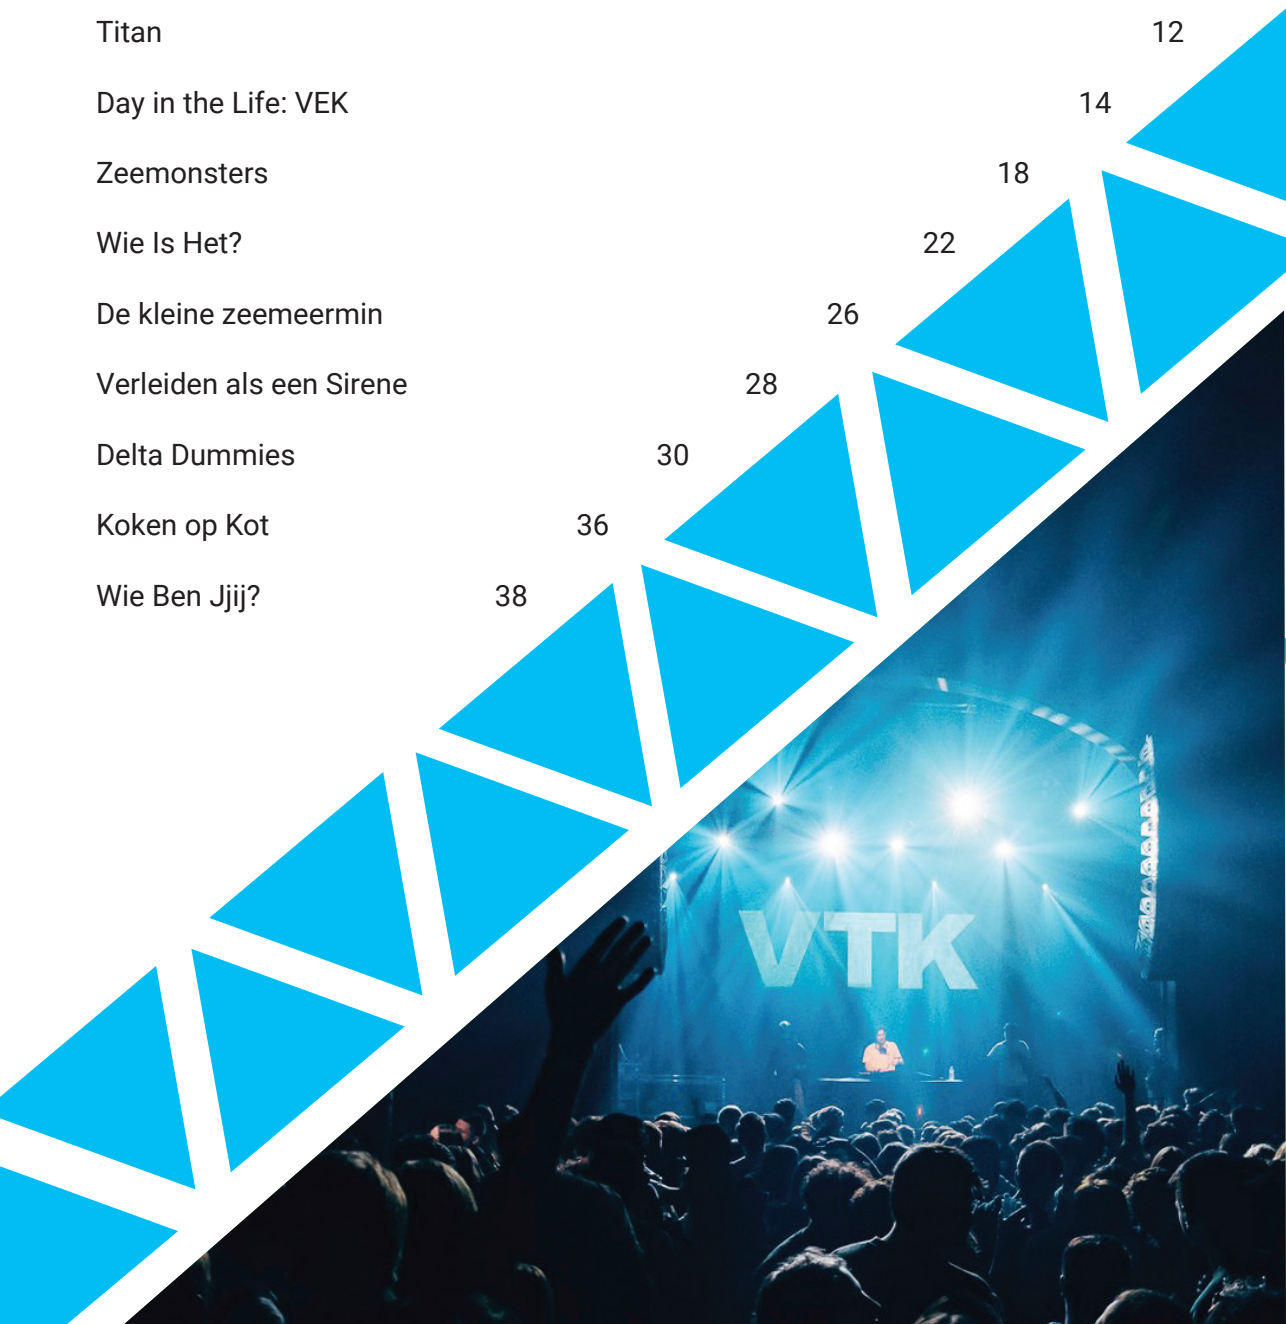 Titan 12
Day in the Life: VEK 14
Zeemonsters 18
Wie Is Het? 22
De kleine zeemeermin 26
Verleiden als een Sirene 28
Delta Dummies 30
Koken op Kot 36
Wie Ben Jjij? 38
VTK